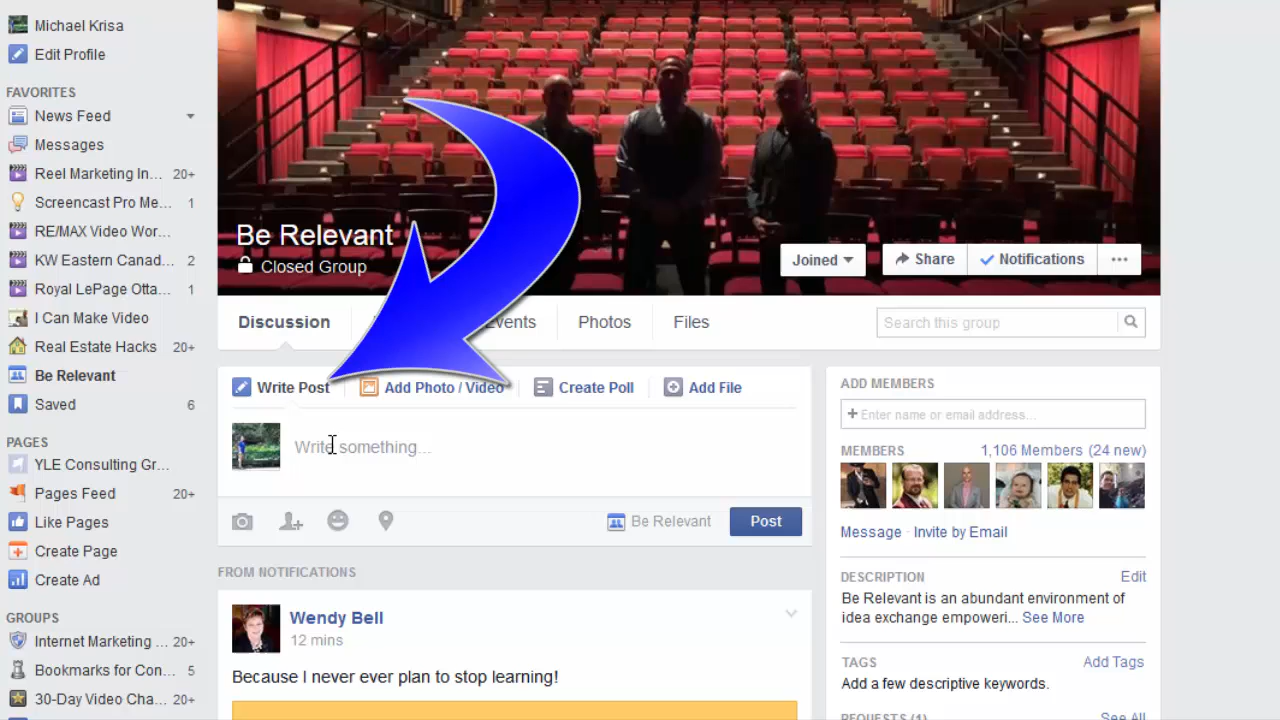 Michael Krisa
Edit Profile
FAVORITES
News Feed
Messages
Reel Marketing In... 20+
Screencast Pro Me... 1
RE/MAX Video Wor...
KW Eastern Canad... 2
Royal LePage Otta... 1
I Can Make Video
Real Estate Hacks 20+
Be Relevant
Saved 6
PAGES
YLE Consulting Gr...
Pages Feed 20+
Like Pages
Create Page
Create Ad
GROUPS
Internet Marketing ... 20+
Bookmarks for Con... 5
30-Day Video Cha... 20+
Be Relevant
Closed Group
Joined
Share
Notifications
Discussion
Events
Photos
Files
Search this group
Write Post
Add Photo / Video
Create Poll
Add File
Write something...
Be Relevant
Post
FROM NOTIFICATIONS
Wendy Bell
12 mins
Because I never ever plan to stop learning!
ADD MEMBERS
+ Enter name or email address...
MEMBERS 1,106 Members (24 new)
Message · Invite by Email
DESCRIPTION Edit
Be Relevant is an abundant environment of
idea exchange empoweri... See More
TAGS Add Tags
Add a few descriptive keywords.
REQUESTS (1) See All